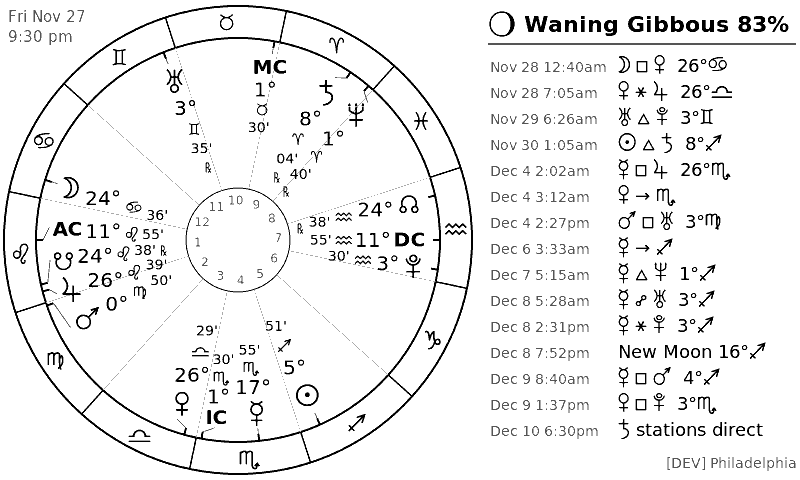 Fri Nov 27
9:30 pm
♉
♊
♈
MC
1°
♉
30'
♅
3°
♊
35'
℞
♄
8°
♈
04'
℞
♆
1°
♈
40'
℞
♓
♋
☽ 24° ♋ 36'
AC 11° ♌ 55'
☋ 24° ♌ 38' ℞
♃ 26° ♌ 39'
♂ 0° ♍ 50'
11 10 9
12 8
1 7
2 6
3 4 5
℞ 38' ♒ 24° ☊
55' ♒ 11° DC
30' ♒ 3° ♇
♒
♌
♍
♑
29'
♎
26°
♀
30'
♏
1°
IC
55'
♏
17°
☿
51'
♐
5°
☉
♎
♏
♐
Waning Gibbous 83%
Nov 28 12:40am ☽ □ ♀ 26°♋
Nov 28 7:05am ♀ ⚹ ♃ 26°♎
Nov 29 6:26am ♅ △ ♇ 3°♊
Nov 30 1:05am ☉ △ ♄ 8°♐
Dec 4 2:02am ☿ □ ♃ 26°♏
Dec 4 3:12am ♀ → ♏
Dec 4 2:27pm ♂ □ ♅ 3°♍
Dec 6 3:33am ☿ → ♐
Dec 7 5:15am ☿ △ ♆ 1°♐
Dec 8 5:28am ☿ ☍ ♅ 3°♐
Dec 8 2:31pm ☿ ⚹ ♇ 3°♐
Dec 8 7:52pm New Moon 16°♐
Dec 9 8:40am ☿ □ ♂ 4°♐
Dec 9 1:37pm ♀ □ ♇ 3°♏
Dec 10 6:30pm ♄ stations direct
[DEV] Philadelphia